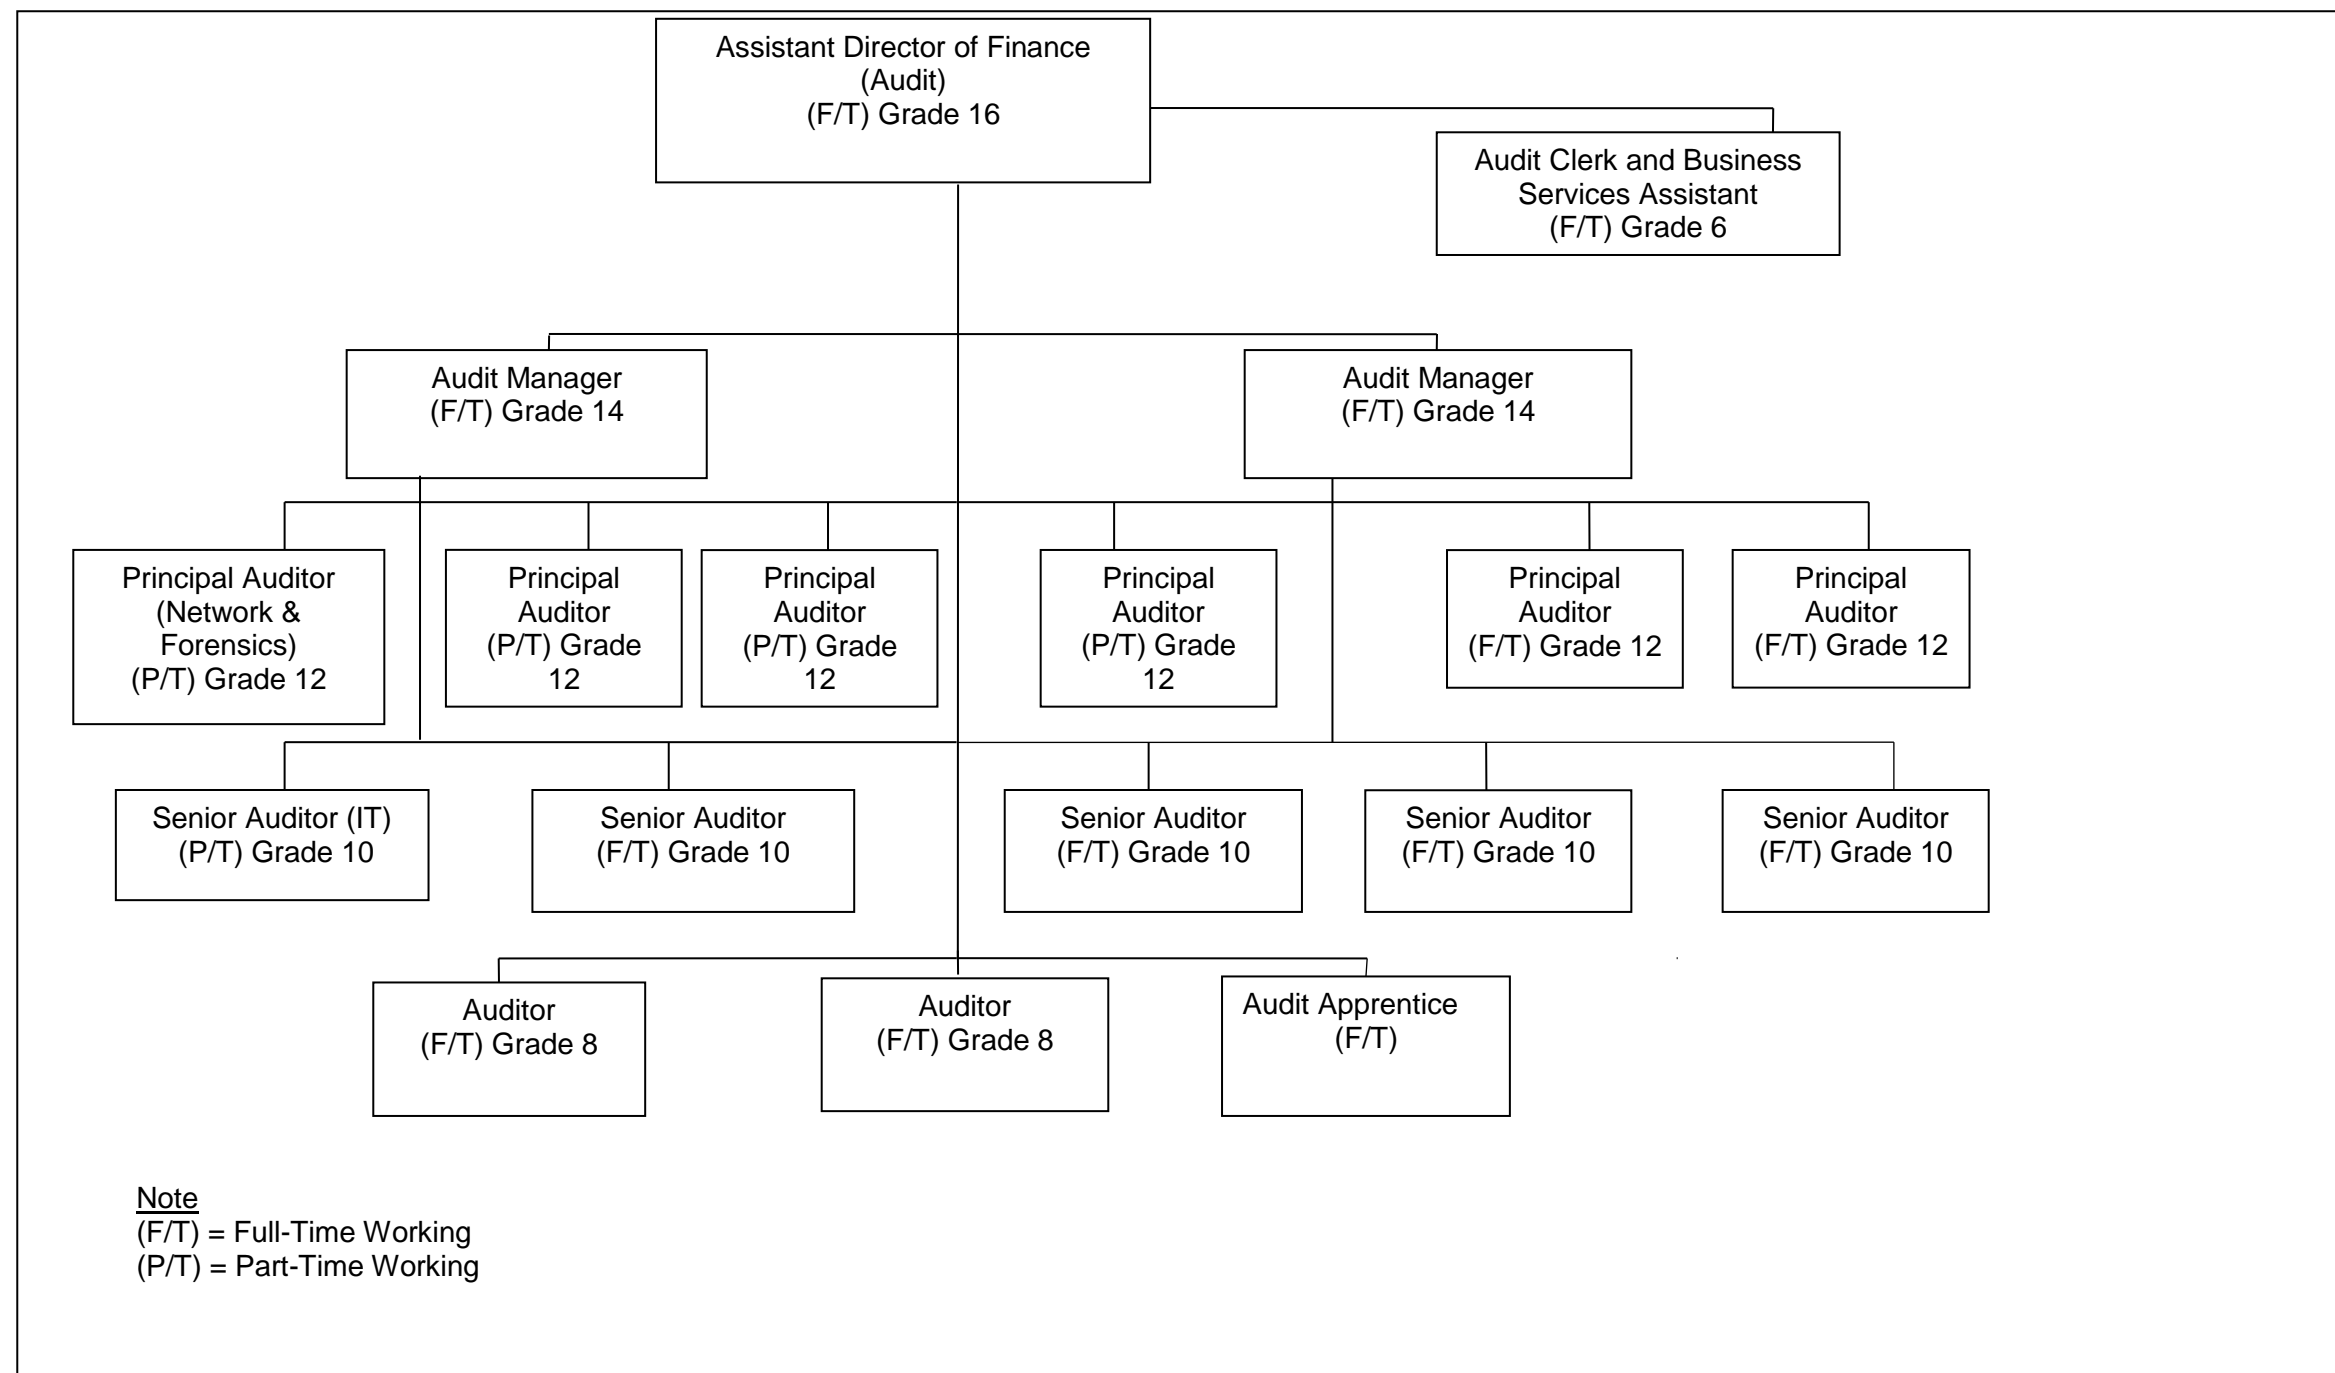 Assistant Director of Finance
(Audit)
(F/T) Grade 16
Audit Clerk and Business
Services Assistant
(F/T) Grade 6
Audit Manager
(F/T) Grade 14
Audit Manager
(F/T) Grade 14
Principal Auditor
(Network &
Forensics)
(P/T) Grade 12
Principal
Auditor
(P/T) Grade
12
Principal
Auditor
(P/T) Grade
12
Principal
Auditor
(P/T) Grade
12
Principal
Auditor
(F/T) Grade 12
Principal
Auditor
(F/T) Grade 12
Senior Auditor (IT)
(P/T) Grade 10
Senior Auditor
(F/T) Grade 10
Senior Auditor
(F/T) Grade 10
Senior Auditor
(F/T) Grade 10
Senior Auditor
(F/T) Grade 10
Auditor
(F/T) Grade 8
Auditor
(F/T) Grade 8
Audit Apprentice
(F/T)
Note
(F/T) = Full-Time Working
(P/T) = Part-Time Working